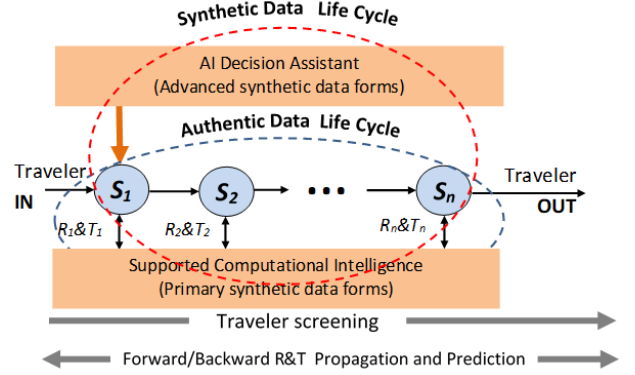 Synthetic Data Life Cycle
AI Decision Assistant
(Advanced synthetic data forms)
Authentic Data Life Cycle
Traveler
IN
S1
S2
•••
Sn
Traveler
OUT
R1&T1
R2&T2
Rn&Tn
Supported Computational Intelligence
(Primary synthetic data forms)
Traveler screening
Forward/Backward R&T Propagation and Prediction